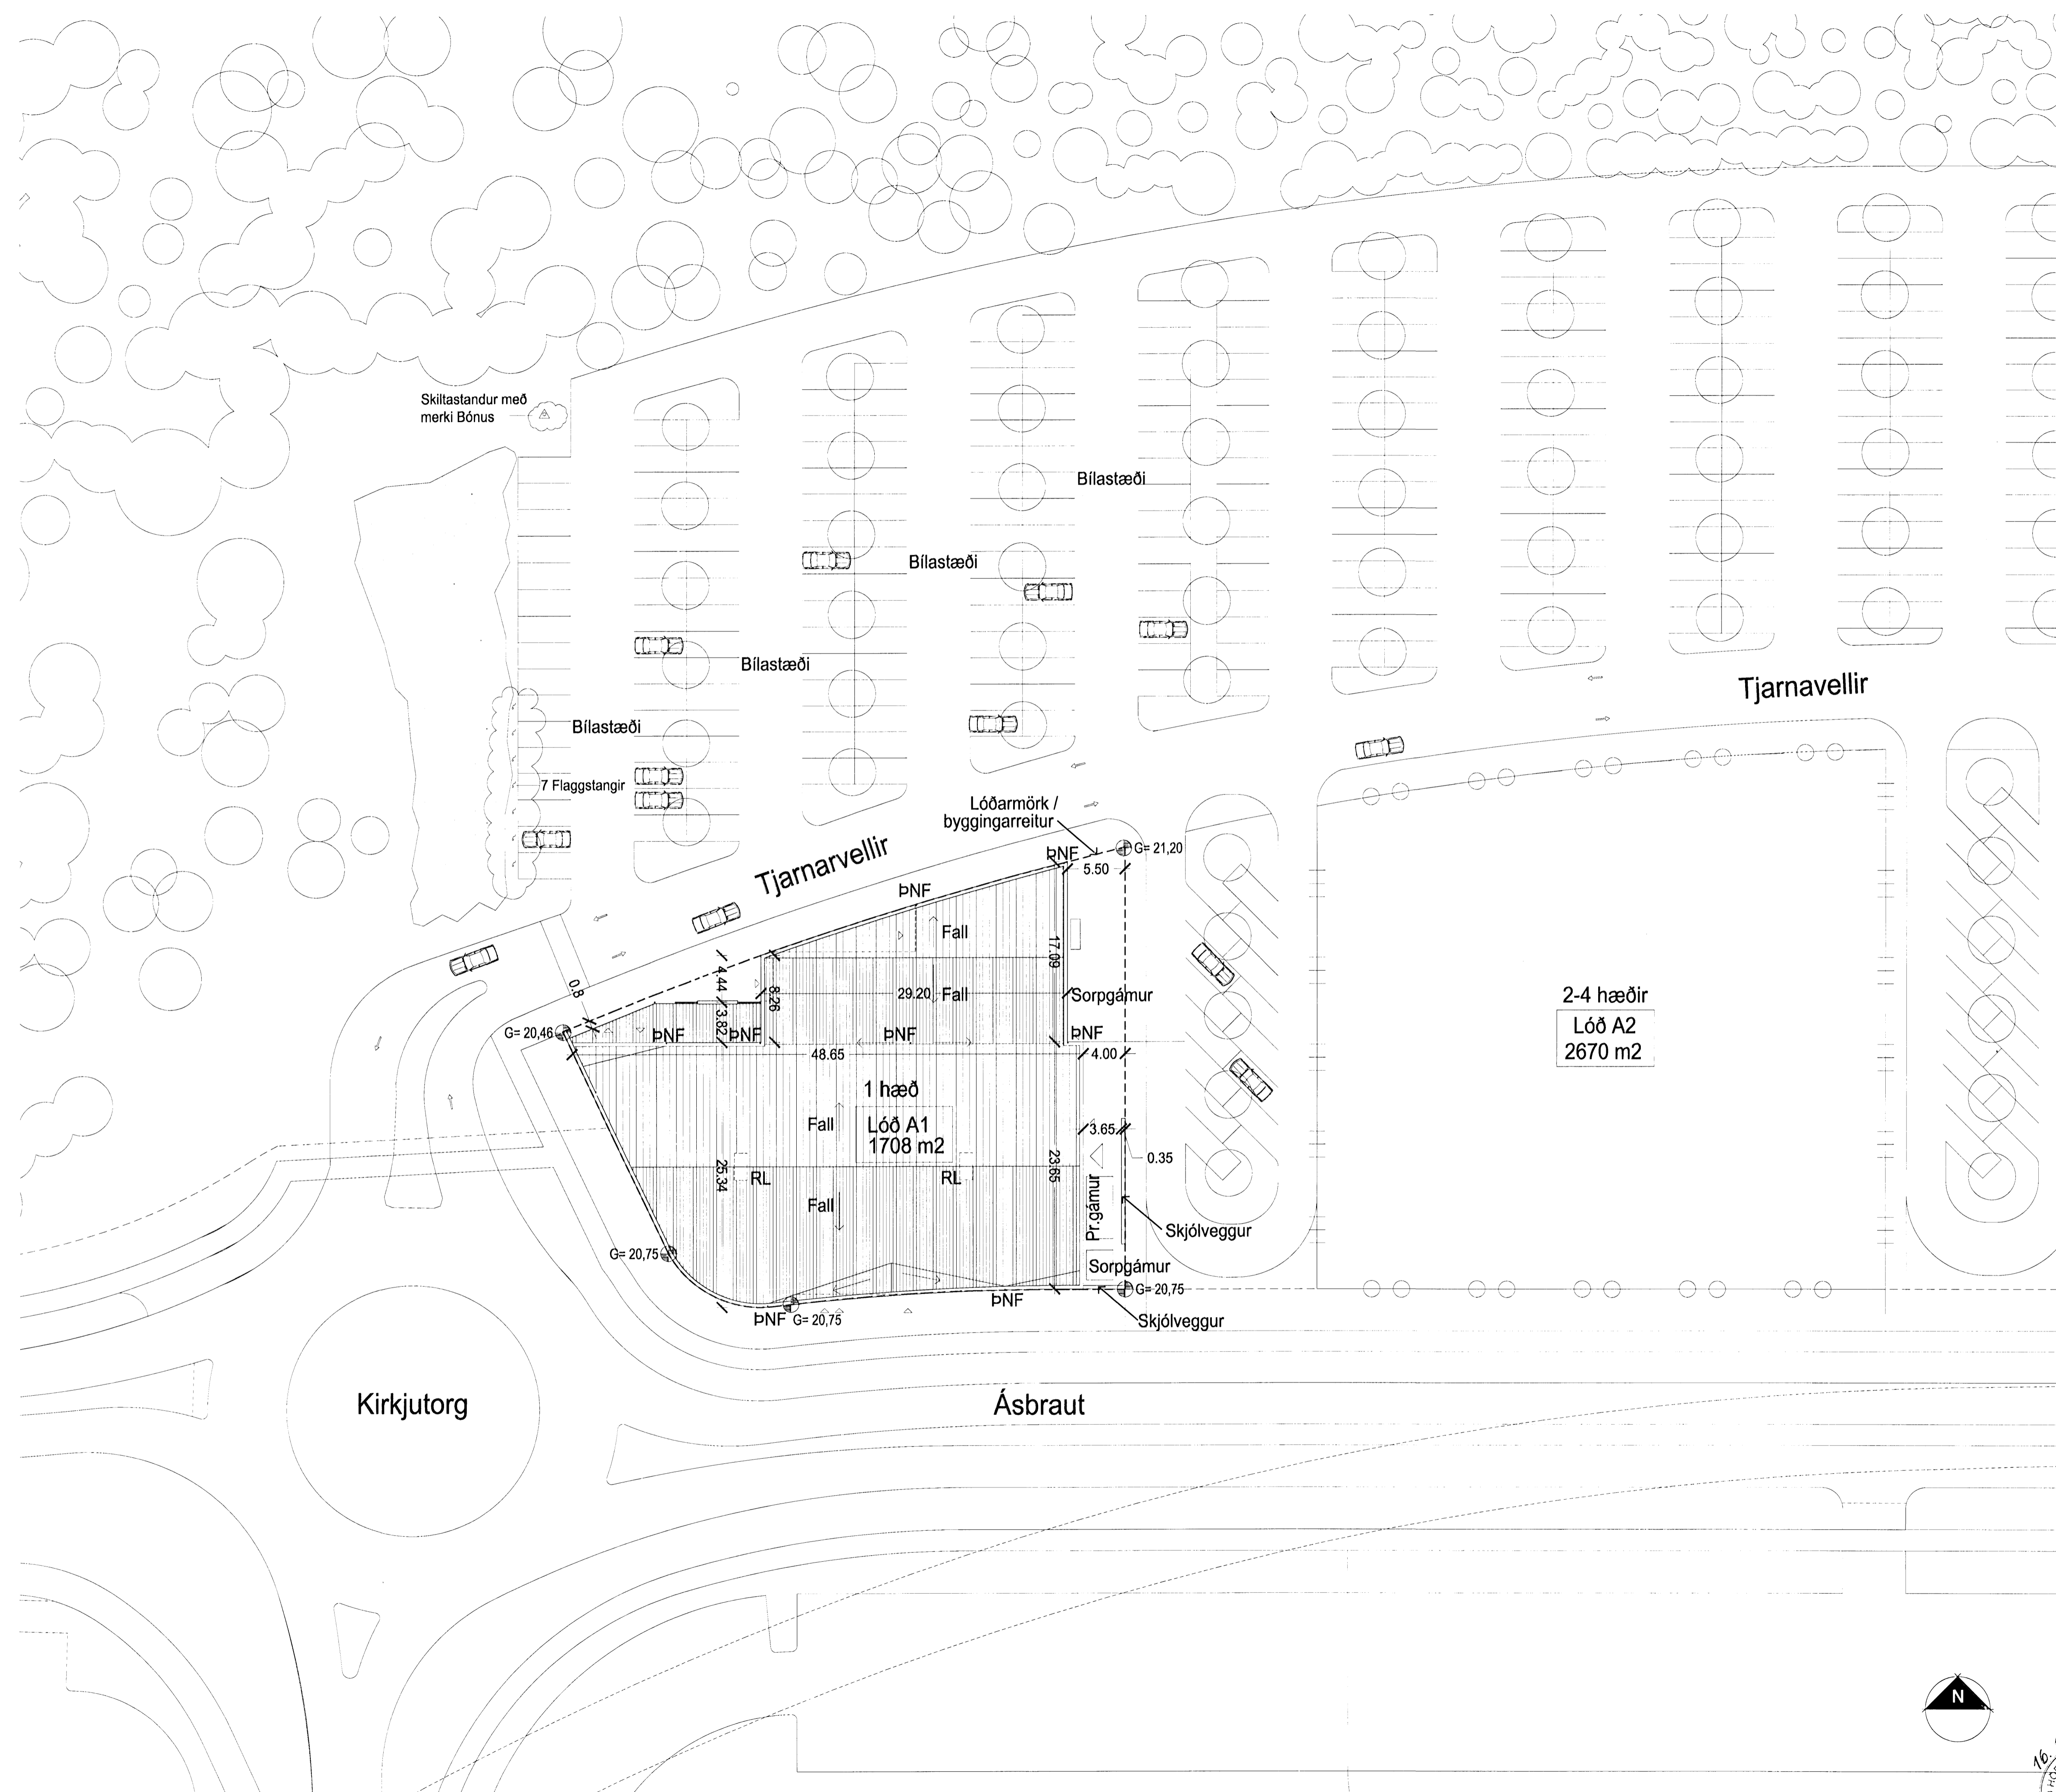 Skiltastandur með
merki Bónus
Bílastæði
Bílastæði
Bílastæði
Tjarnavellir
Bílastæði
7 Flaggstangir
Lóðarmörk /
byggingarreitur
Tjarnarvellir
ÞNF
G= 21,20
5.50
ÞNF
Fall
17.09
4.44
0.8
8.26
29.20
Fall
Sorpgámur
2-4 hæðir
Lóð A2
2670 m2
G= 20,46
3.82
ÞNF
ÞNF
ÞNF
ÞNF
48.65
4.00
1 hæð
Fall
Lóð A1
1708 m2
3.65
0.35
25.34
RL
RL
23.65
Fall
Pr.gámur
Skjólveggur
G= 20,75
Sorpgámur
G= 20,75
ÞNF
ÞNF
G= 20,75
Skjólveggur
Kirkjutorg
Ásbraut
N
16.